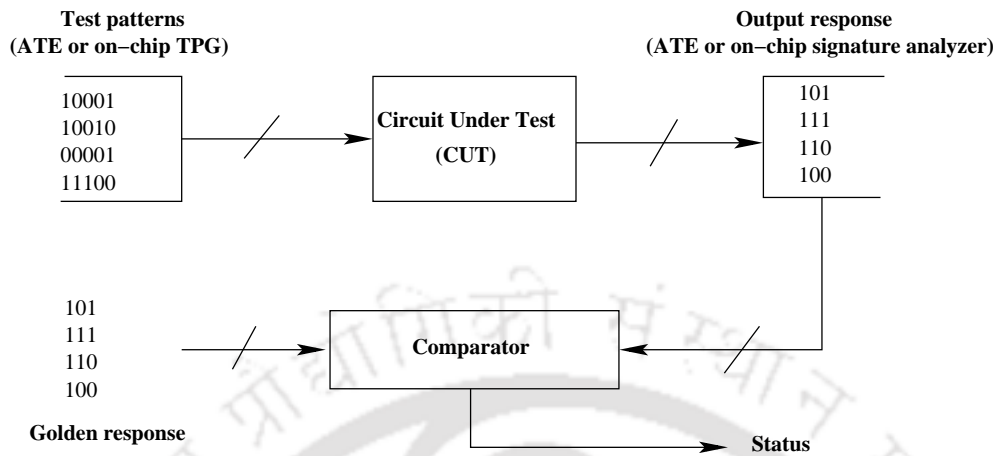 Test patterns
(ATE or on−chip TPG)
10001
10010
00001
11100
Circuit Under Test
(CUT)
Output response
(ATE or on−chip signature analyzer)
101
111
110
100
101
111
110
100
Golden response
Comparator
Status
प्रौद्योगिकी संस्थान